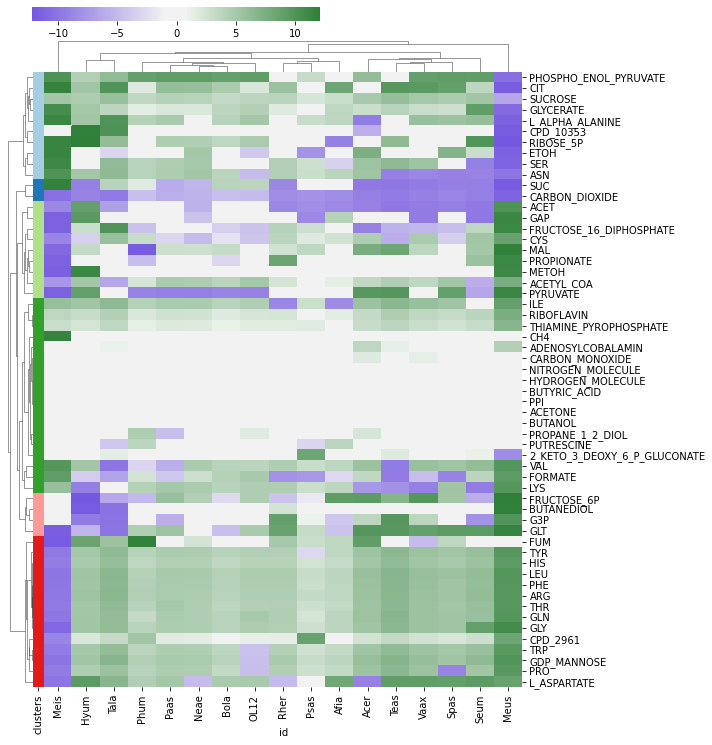 −10 −5 0 5 10
PHOSPHO_ENOL_PYRUVATE
CIT
SUCROSE
GLYCERATE
L_ALPHA_ALANINE
CPD_10353
RIBOSE_5P
ETOH
SER
ASN
SUC
CARBON_DIOXIDE
ACET
GAP
FRUCTOSE_16_DIPHOSPHATE
CYS
MAL
PROPIONATE
METOH
ACETYL_COA
PYRUVATE
ILE
RIBOFLAVIN
THIAMINE_PYROPHOSPHATE
CH4
ADENOSYLCOBALAMIN
CARBON_MONOXIDE
NITROGEN_MOLECULE
HYDROGEN_MOLECULE
BUTYRIC_ACID
PPI
ACETONE
BUTANOL
PROPANE_1_2_DIOL
PUTRESCINE
2_KETO_3_DEOXY_6_P_GLUCONATE
VAL
FORMATE
LYS
FRUCTOSE_6P
BUTANEDIOL
G3P
GLT
FUM
TYR
HIS
LEU
PHE
ARG
THR
GLN
GLY
CPD_2961
TRP
GDP_MANNOSE
PRO
L_ASPARTATE
clusters Meis Hyum Tala Phum Paas Neae Bola OL12 Rher Psas Afia Acer Teas Vaax Spas Seum Meus
id